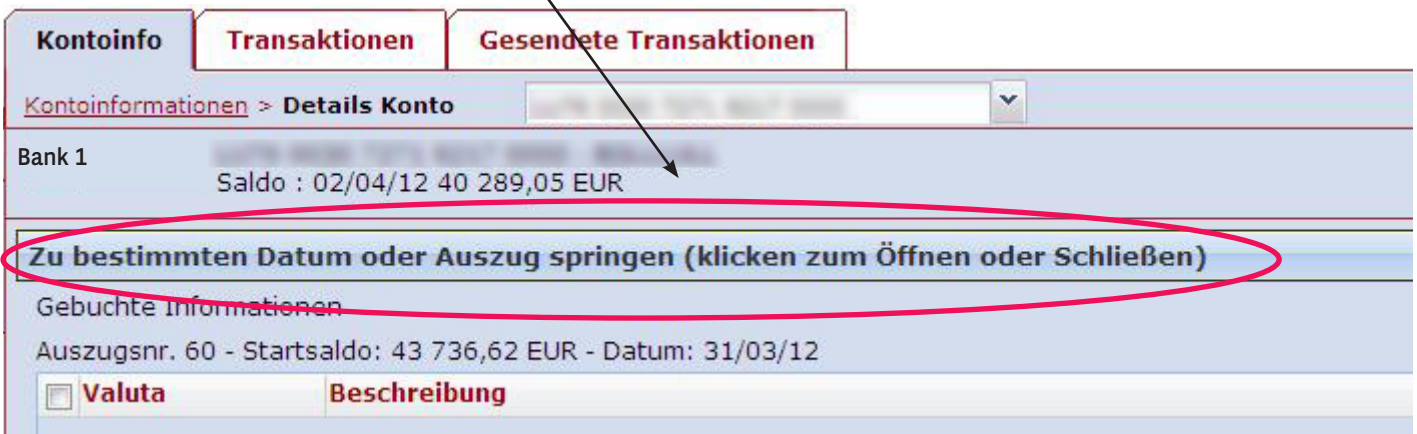 Kontoinfo Transaktionen Gesendete Transaktionen
Kontoinformationen > Details Konto
Bank 1
Saldo : 02/04/12 40 289,05 EUR
Zu bestimmten Datum oder Auszug springen (klicken zum Öffnen oder Schließen)
Gebuchte Informationen
Auszugsnr. 60 - Startsaldo: 43 736,62 EUR - Datum: 31/03/12
Valuta Beschreibung